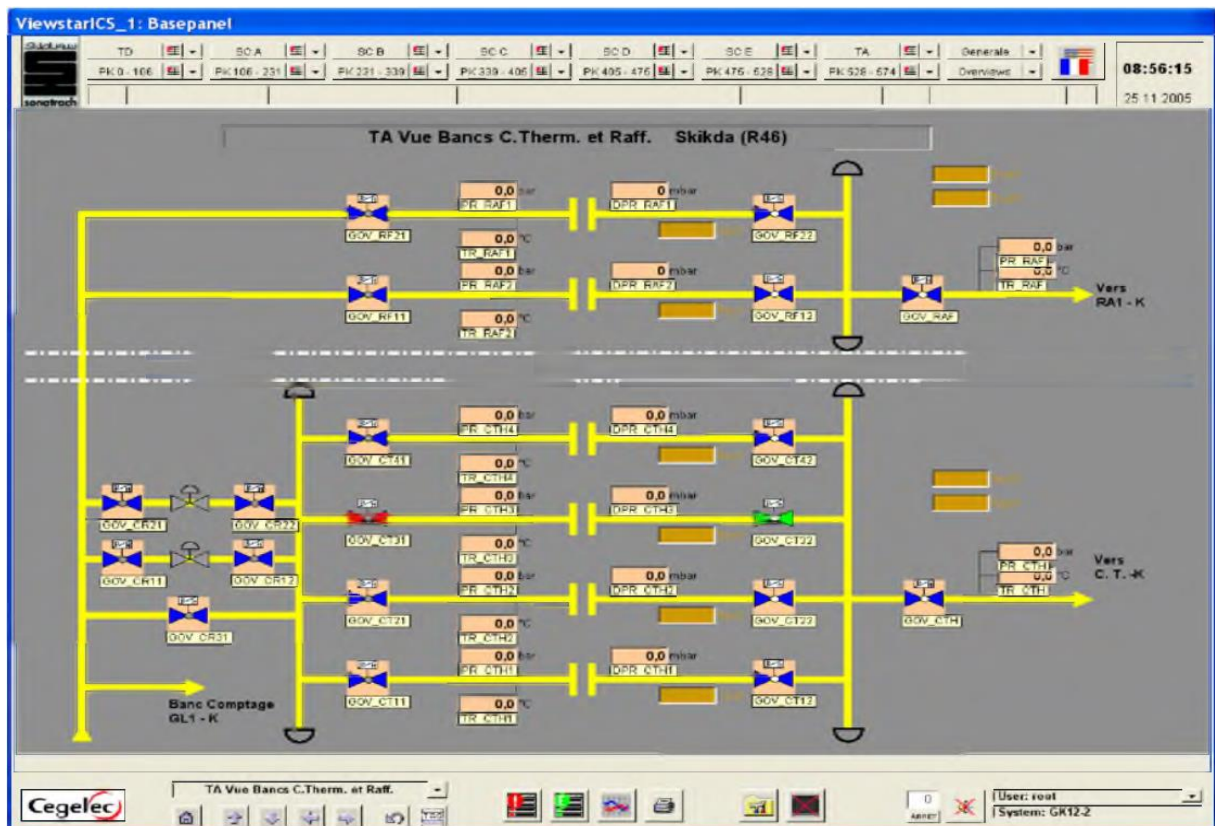 ViewstarICS_1: Basepanel
TD SC A SC B SC C SC D SC E TA Generale
PK 0 - 106 PK 106 - 231 PK 231 - 339 PK 339 - 405 PK 405 - 476 PK 476 - 528 PK 528 - 574 Overviews
sonatrach
08:56:15
25 11 2005
TA Vue Bancs C.Therm. et Raff. Skikda (R46)
0,0 bar 0 mbar
PR_RAF1 DPR_RAF1
GOV_RF21 GOV_RF22
0,0 °C
TR_RAF1
0,0 bar
PR_RAF
0,0 °C
TR_RAF
0,0 bar 0 mbar
PR_RAF2 DPR_RAF2
GOV_RF11 GOV_RF12 GOV_RAF
Vers
RA1 - K
0,0 °C
TR_RAF2
0,0 bar 0,0 mbar
PR_CTH4 DPR_CTH4
GOV_CT41 GOV_CT42
0,0 °C
TR_CTH4
0,0 bar 0,0 mbar
PR_CTH3 DPR_CTH3
GOV_CR21 GOV_CR22
GOV_CT31 GOV_CT32
0,0 °C
TR_CTH3
0,0 bar
PR_CTH
0,0 °C
TR_CTH
Vers
C. T. -K
GOV_CR11 GOV_CR12
0,0 bar 0,0 mbar
PR_CTH2 DPR_CTH2
GOV_CT21 GOV_CT22 GOV_CTH
GOV_CR31
0,0 °C
TR_CTH2
0,0 bar 0,0 mbar
PR_CTH1 DPR_CTH1
GOV_CT11 GOV_CT12
Banc Comptage
GL1 - K
0,0 °C
TR_CTH1
Cegelec
TA Vue Bancs C.Therm. et Raff.
0
User: root
System: GK12-2